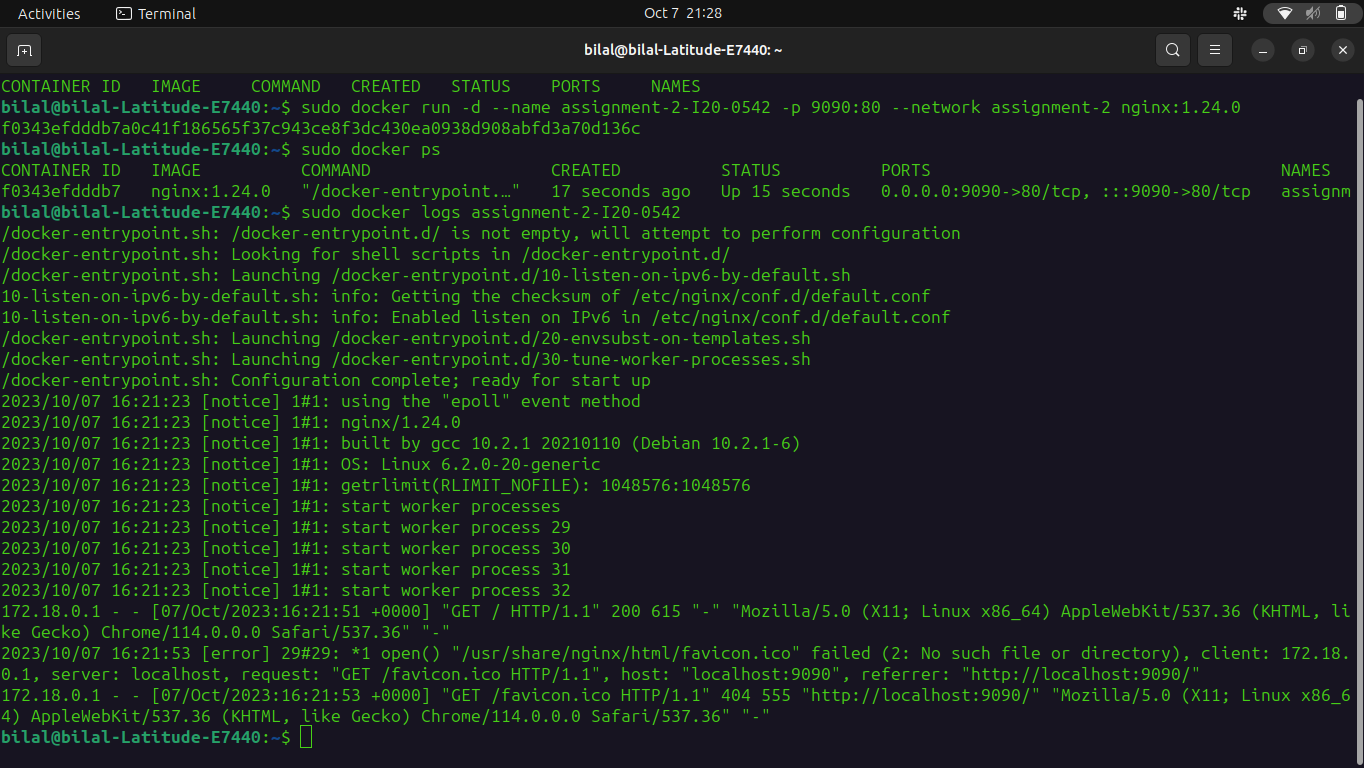 Activities Terminal Oct 7 21:28
bilal@bilal-Latitude-E7440: ~
CONTAINER ID   IMAGE     COMMAND   CREATED   STATUS    PORTS     NAMES
bilal@bilal-Latitude-E7440:~$ sudo docker run -d --name assignment-2-I20-0542 -p 9090:80 --network assignment-2 nginx:1.24.0
f0343efdddb7a0c41f186565f37c943ce8f3dc430ea0938d908abfd3a70d136c
bilal@bilal-Latitude-E7440:~$ sudo docker ps
CONTAINER ID   IMAGE          COMMAND                  CREATED          STATUS          PORTS                                   NAMES
f0343efdddb7   nginx:1.24.0   "/docker-entrypoint.…"   17 seconds ago   Up 15 seconds   0.0.0.0:9090->80/tcp, :::9090->80/tcp   assignm
bilal@bilal-Latitude-E7440:~$ sudo docker logs assignment-2-I20-0542
/docker-entrypoint.sh: /docker-entrypoint.d/ is not empty, will attempt to perform configuration
/docker-entrypoint.sh: Looking for shell scripts in /docker-entrypoint.d/
/docker-entrypoint.sh: Launching /docker-entrypoint.d/10-listen-on-ipv6-by-default.sh
10-listen-on-ipv6-by-default.sh: info: Getting the checksum of /etc/nginx/conf.d/default.conf
10-listen-on-ipv6-by-default.sh: info: Enabled listen on IPv6 in /etc/nginx/conf.d/default.conf
/docker-entrypoint.sh: Launching /docker-entrypoint.d/20-envsubst-on-templates.sh
/docker-entrypoint.sh: Launching /docker-entrypoint.d/30-tune-worker-processes.sh
/docker-entrypoint.sh: Configuration complete; ready for start up
2023/10/07 16:21:23 [notice] 1#1: using the "epoll" event method
2023/10/07 16:21:23 [notice] 1#1: nginx/1.24.0
2023/10/07 16:21:23 [notice] 1#1: built by gcc 10.2.1 20210110 (Debian 10.2.1-6)
2023/10/07 16:21:23 [notice] 1#1: OS: Linux 6.2.0-20-generic
2023/10/07 16:21:23 [notice] 1#1: getrlimit(RLIMIT_NOFILE): 1048576:1048576
2023/10/07 16:21:23 [notice] 1#1: start worker processes
2023/10/07 16:21:23 [notice] 1#1: start worker process 29
2023/10/07 16:21:23 [notice] 1#1: start worker process 30
2023/10/07 16:21:23 [notice] 1#1: start worker process 31
2023/10/07 16:21:23 [notice] 1#1: start worker process 32
172.18.0.1 - - [07/Oct/2023:16:21:51 +0000] "GET / HTTP/1.1" 200 615 "-" "Mozilla/5.0 (X11; Linux x86_64) AppleWebKit/537.36 (KHTML, li
ke Gecko) Chrome/114.0.0.0 Safari/537.36" "-"
2023/10/07 16:21:53 [error] 29#29: *1 open() "/usr/share/nginx/html/favicon.ico" failed (2: No such file or directory), client: 172.18.
0.1, server: localhost, request: "GET /favicon.ico HTTP/1.1", host: "localhost:9090", referrer: "http://localhost:9090/"
172.18.0.1 - - [07/Oct/2023:16:21:53 +0000] "GET /favicon.ico HTTP/1.1" 404 555 "http://localhost:9090/" "Mozilla/5.0 (X11; Linux x86_6
4) AppleWebKit/537.36 (KHTML, like Gecko) Chrome/114.0.0.0 Safari/537.36" "-"
bilal@bilal-Latitude-E7440:~$